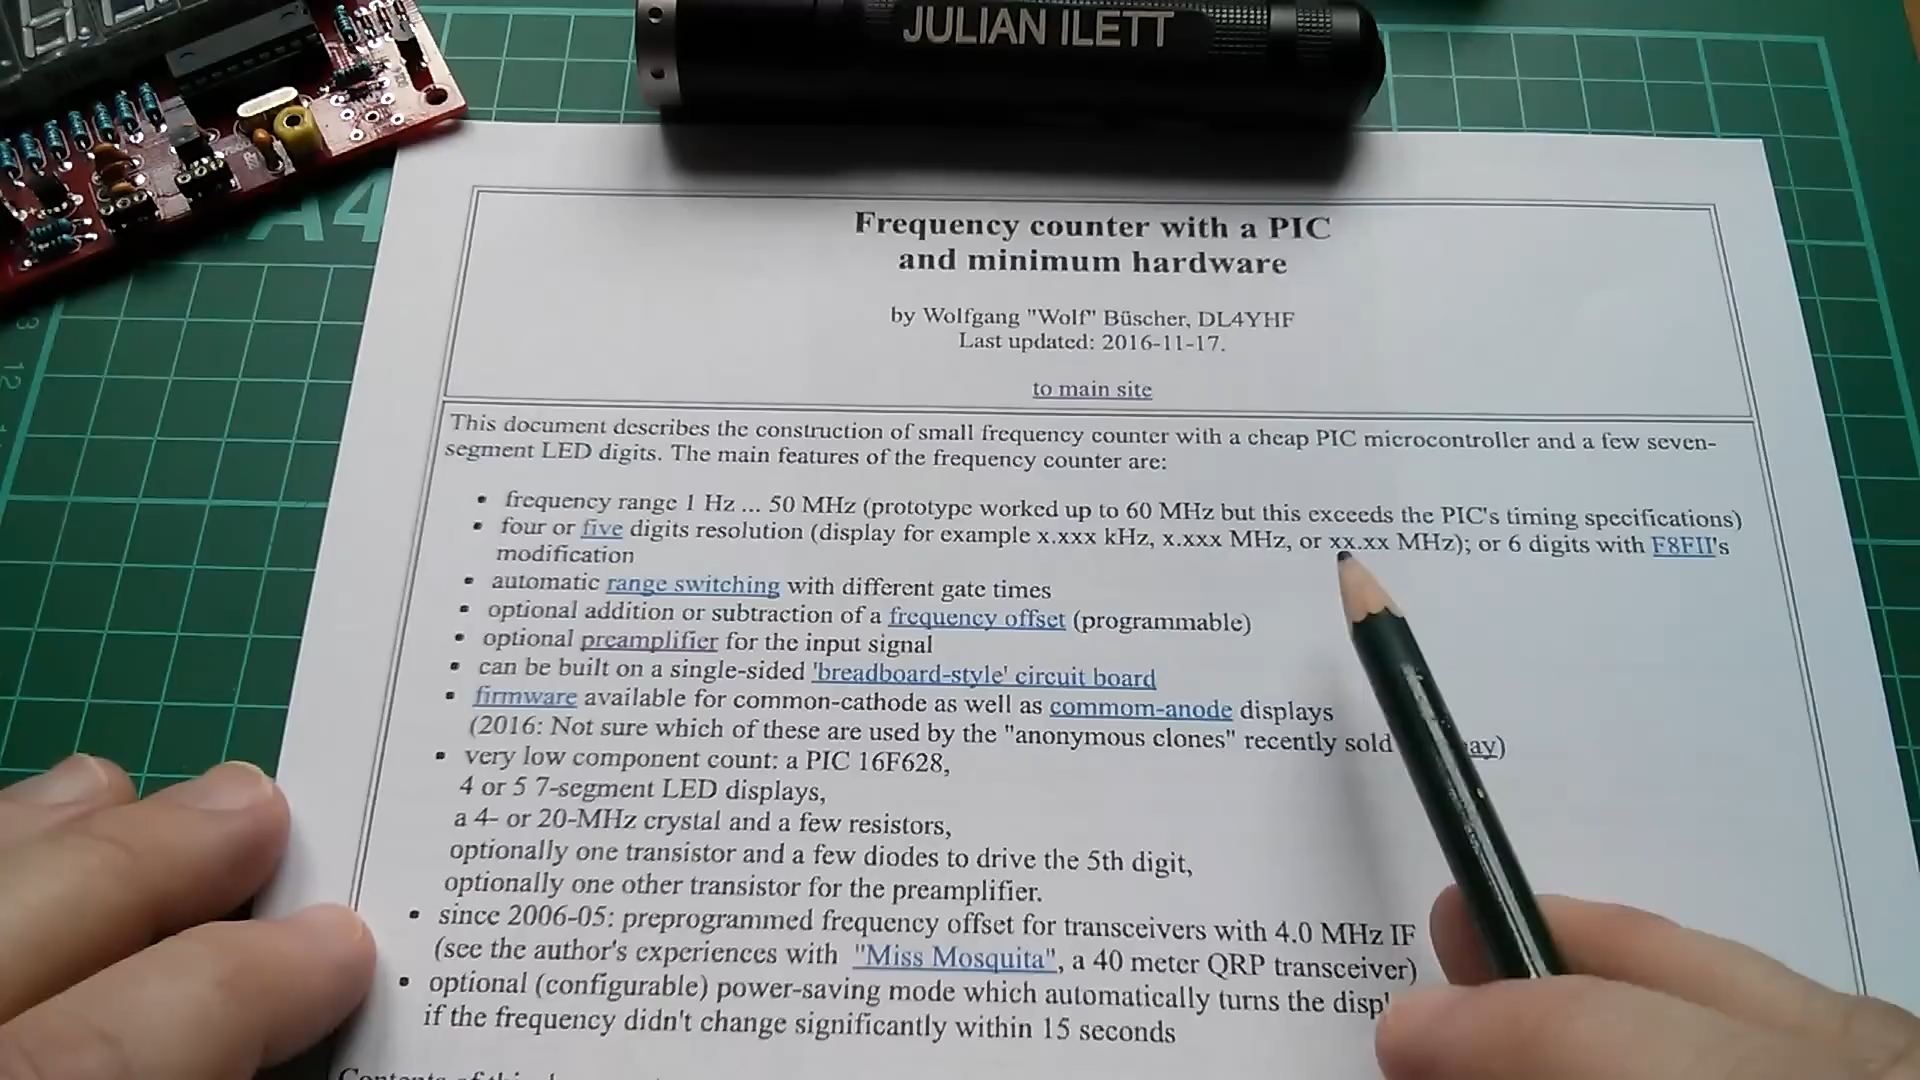 JULIAN ILETT
A4
Frequency counter with a PIC
and minimum hardware
by Wolfgang "Wolf" Büscher, DL4YHF
Last updated: 2016-11-17.
to main site
This document describes the construction of small frequency counter with a cheap PIC microcontroller and a few seven-
segment LED digits. The main features of the frequency counter are:
• frequency range 1 Hz ... 50 MHz (prototype worked up to 60 MHz but this exceeds the PIC's timing specifications)
• four or five digits resolution (display for example x.xxx kHz, x.xxx MHz, or xx.xx MHz); or 6 digits with F8FII's
modification
• automatic range switching with different gate times
• optional addition or subtraction of a frequency offset (programmable)
• optional preamplifier for the input signal
• can be built on a single-sided 'breadboard-style' circuit board
• firmware available for common-cathode as well as commom-anode displays
(2016: Not sure which of these are used by the "anonymous clones" recently sold ay)
• very low component count: a PIC 16F628,
4 or 5 7-segment LED displays,
a 4- or 20-MHz crystal and a few resistors,
optionally one transistor and a few diodes to drive the 5th digit,
optionally one other transistor for the preamplifier.
• since 2006-05: preprogrammed frequency offset for transceivers with 4.0 MHz IF
(see the author's experiences with "Miss Mosquita", a 40 meter QRP transceiver)
• optional (configurable) power-saving mode which automatically turns the disp
if the frequency didn't change significantly within 15 seconds
12